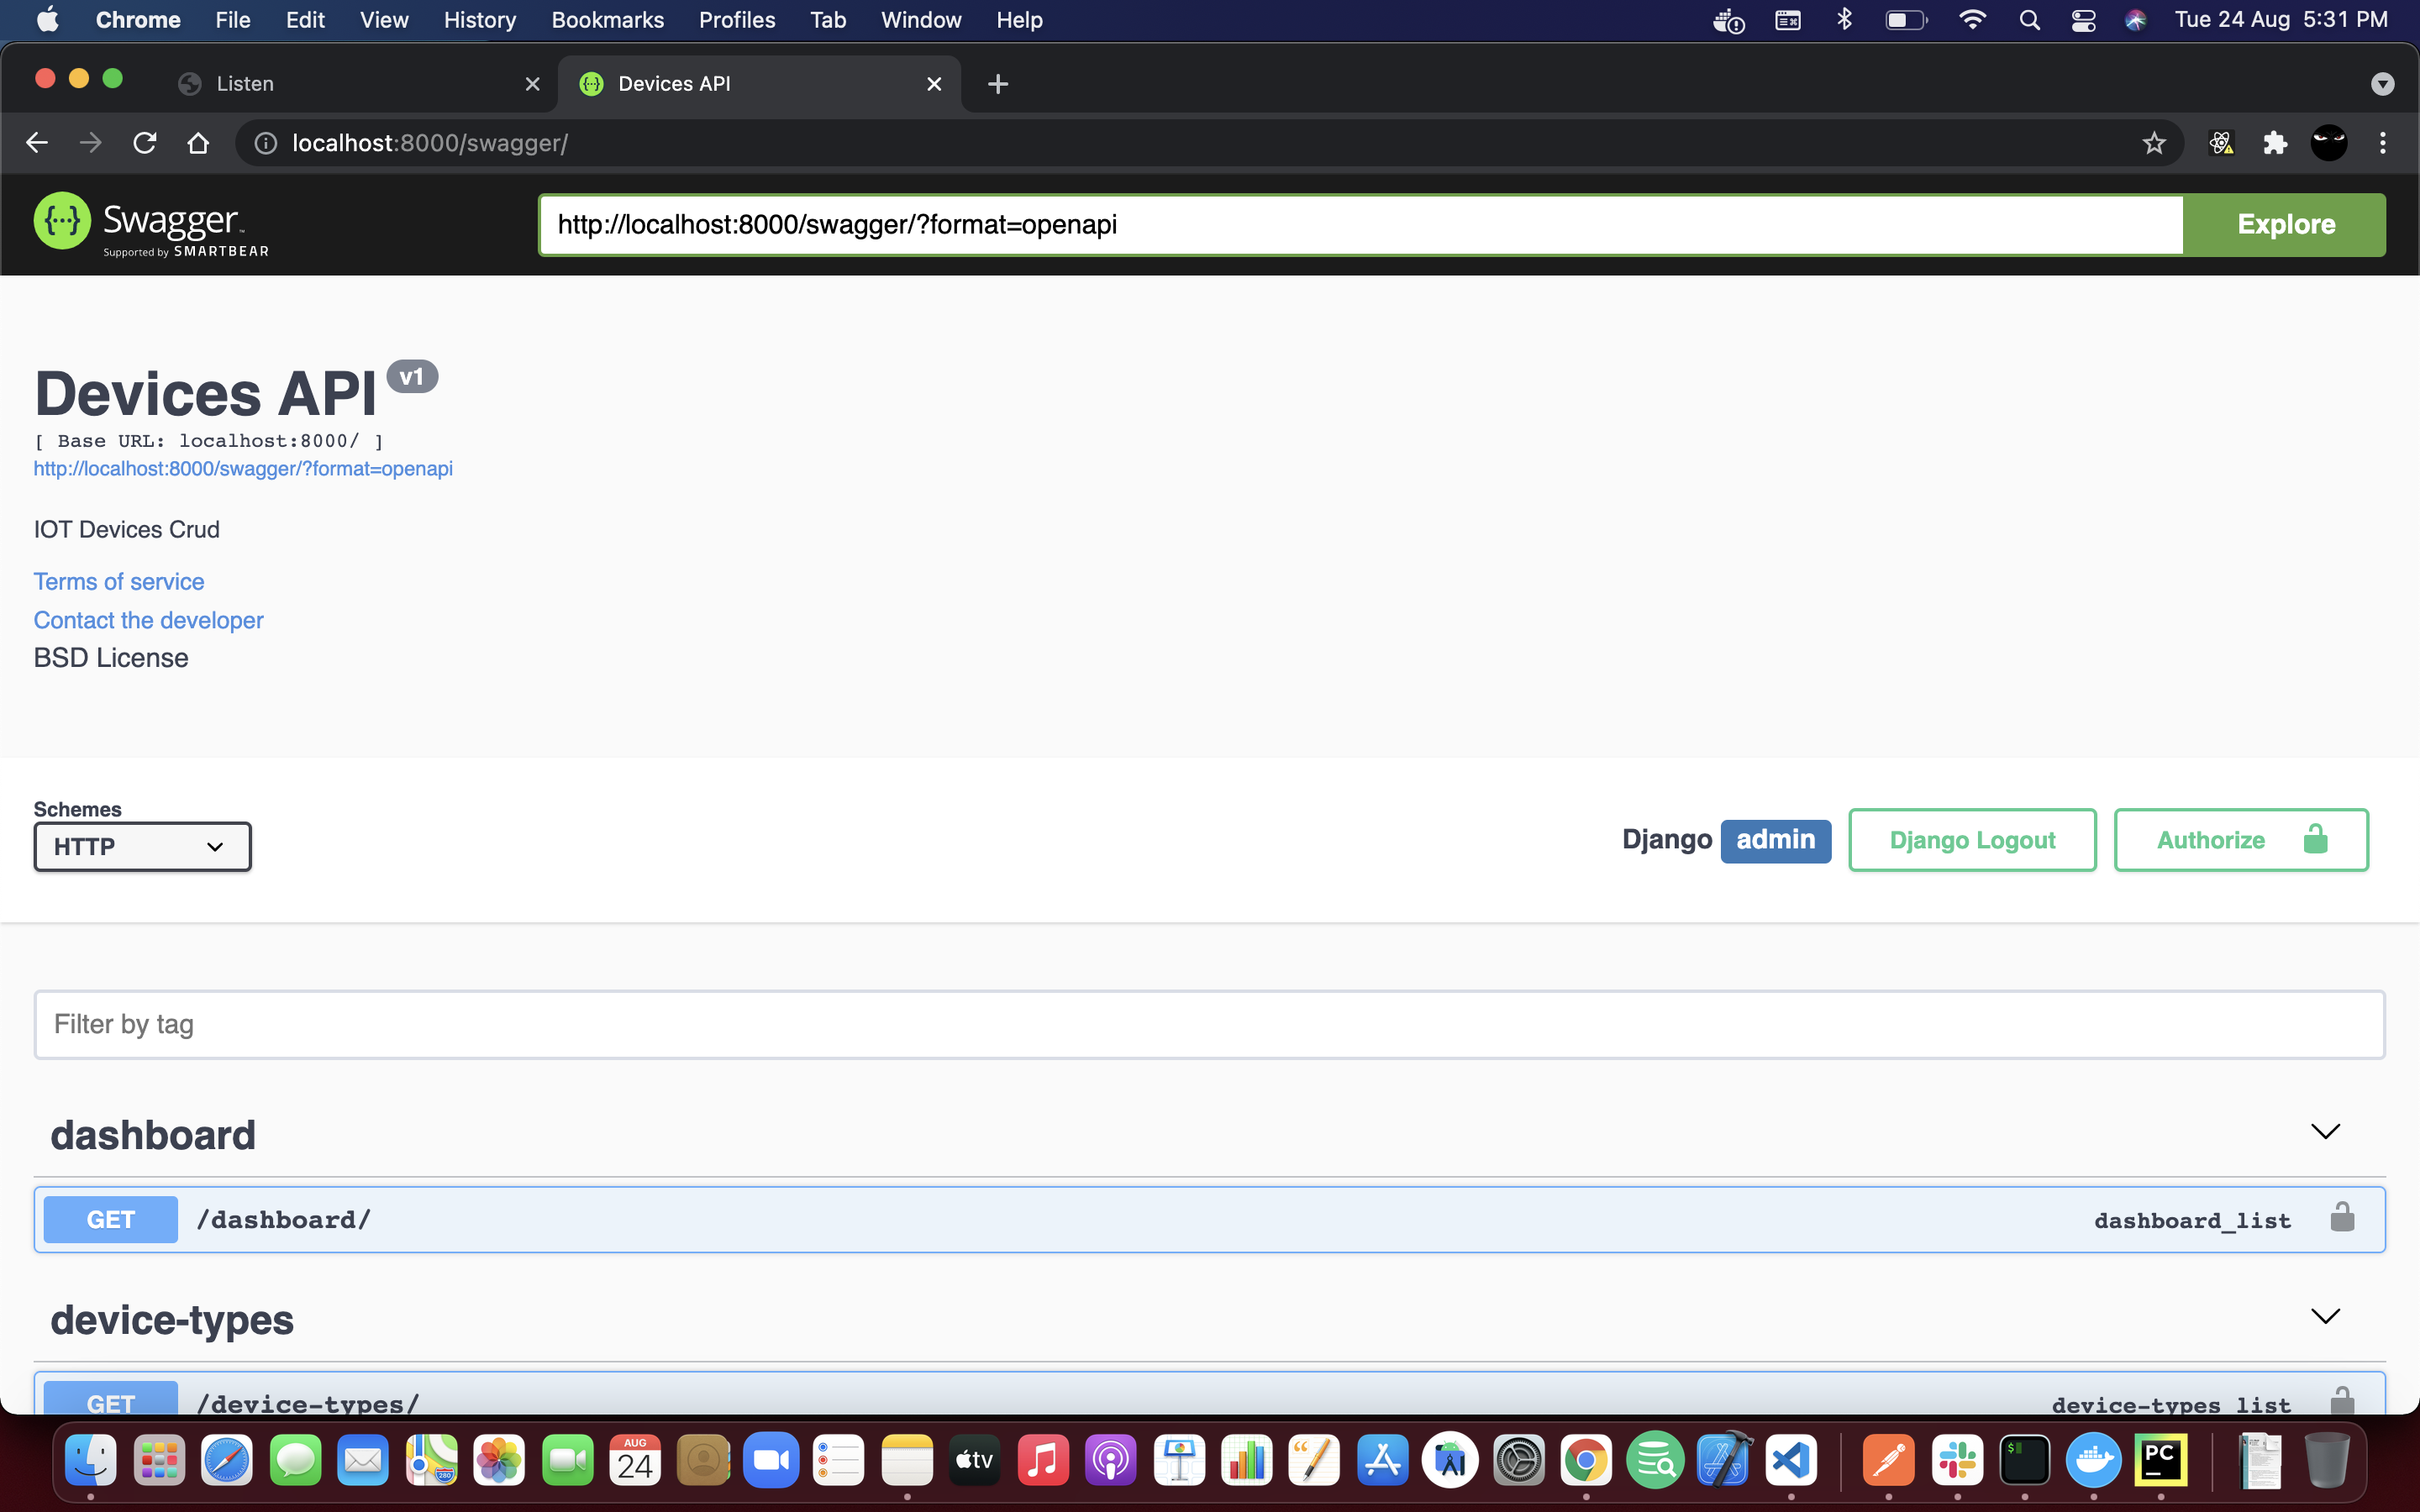 Chrome File Edit View History Bookmarks Profiles Tab Window Help Tue 24 Aug 5:31 PM
Listen Devices API
localhost:8000/swagger/
Swagger
Supported by SMARTBEAR
http://localhost:8000/swagger/?format=openapi Explore
Devices API v1
[ Base URL: localhost:8000/ ]
http://localhost:8000/swagger/?format=openapi
IOT Devices Crud
Terms of service
Contact the developer
BSD License
Schemes
HTTP
Django admin Django Logout Authorize
Filter by tag
dashboard
GET /dashboard/ dashboard_list
device-types
GET /device-types/ device-types_list
AUG
24
tv
280
$
PC